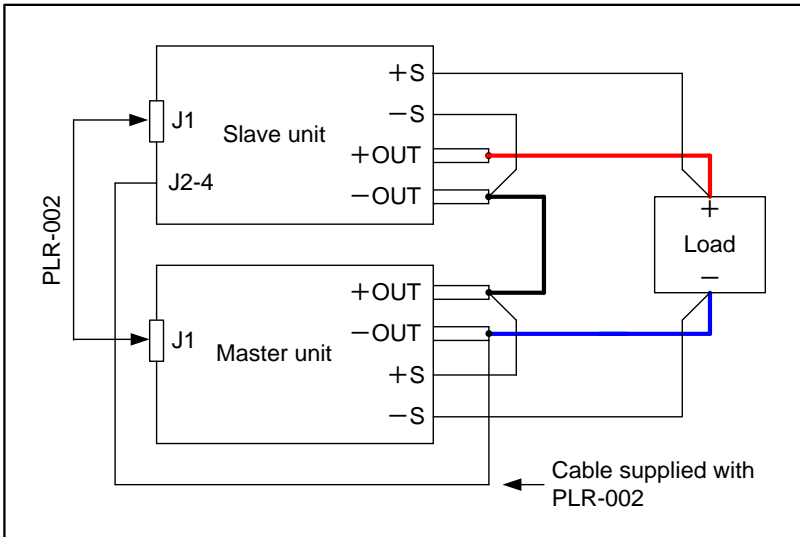 +S
J1
Slave unit
−S
+OUT
J2-4
−OUT
PLR-002
+
Load
−
+OUT
J1
Master unit
−OUT
+S
−S
Cable supplied with
PLR-002